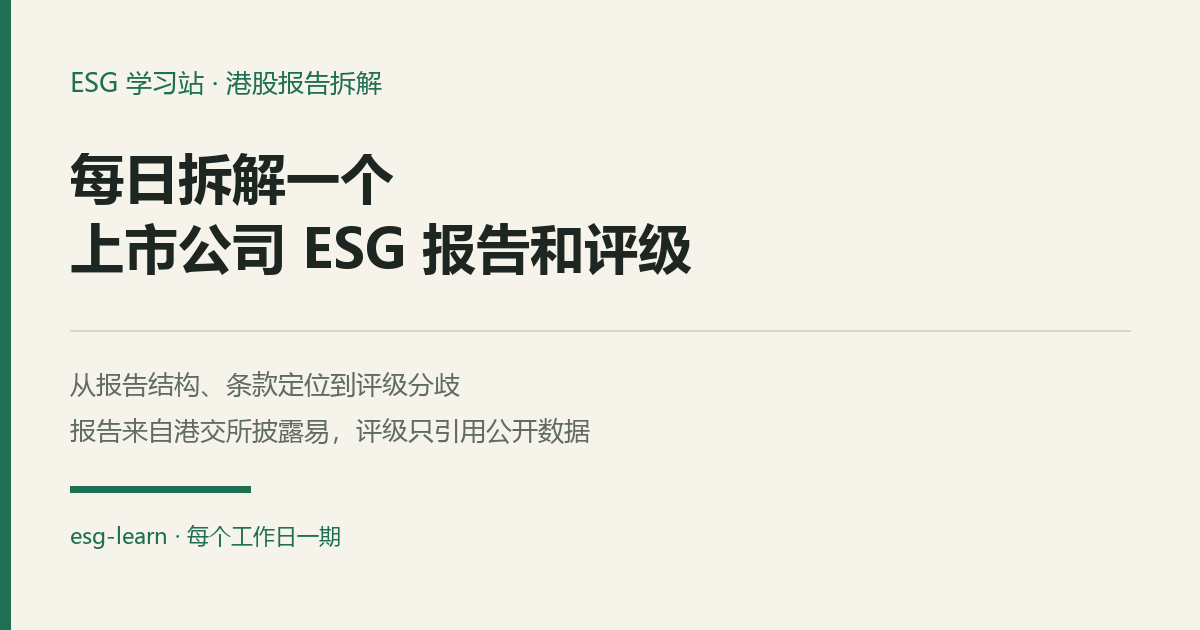 ESG 学习站 · 港股报告拆解
每日拆解一个
上市公司 ESG 报告和评级
从报告结构、条款定位到评级分歧
报告来自港交所披露易，评级只引用公开数据
esg-learn · 每个工作日一期